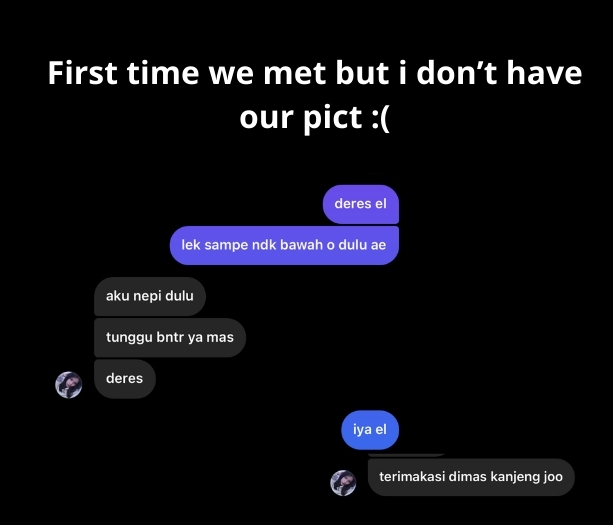 First time we met but i don’t have
our pict :(
deres el
lek sampe ndk bawah o dulu ae
aku nepi dulu
tunggu bntr ya mas
deres
iya el
terimakasi dimas kanjeng joo